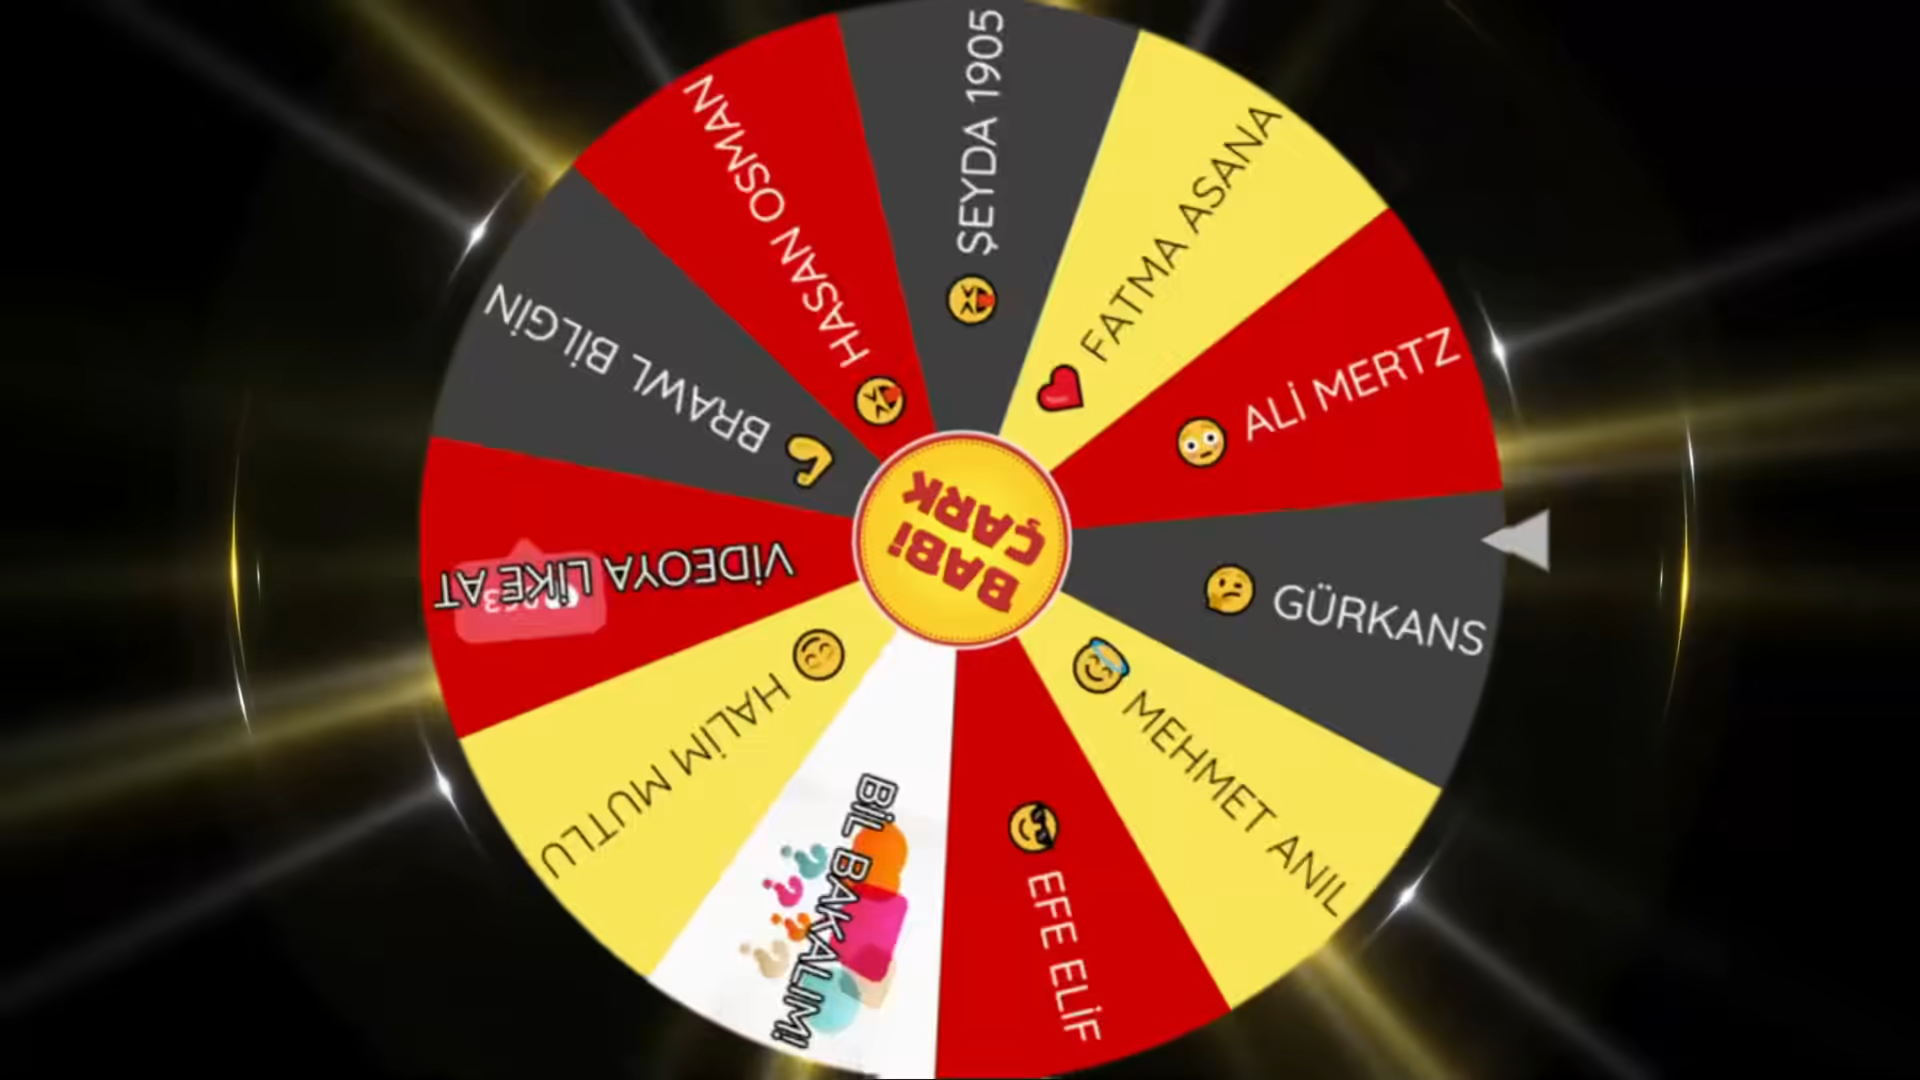 ŞEYDA 1905
FATMA ASANA
ALİ MERTZ
GÜRKANS
MEHMET ANIL
EFE ELİF
BİL BAKALIM!
HALİM MUTLU
VİDEOYA LİKE AT
BRAWL BİLGİN
HASAN OSMAN
BABİ
ÇARK